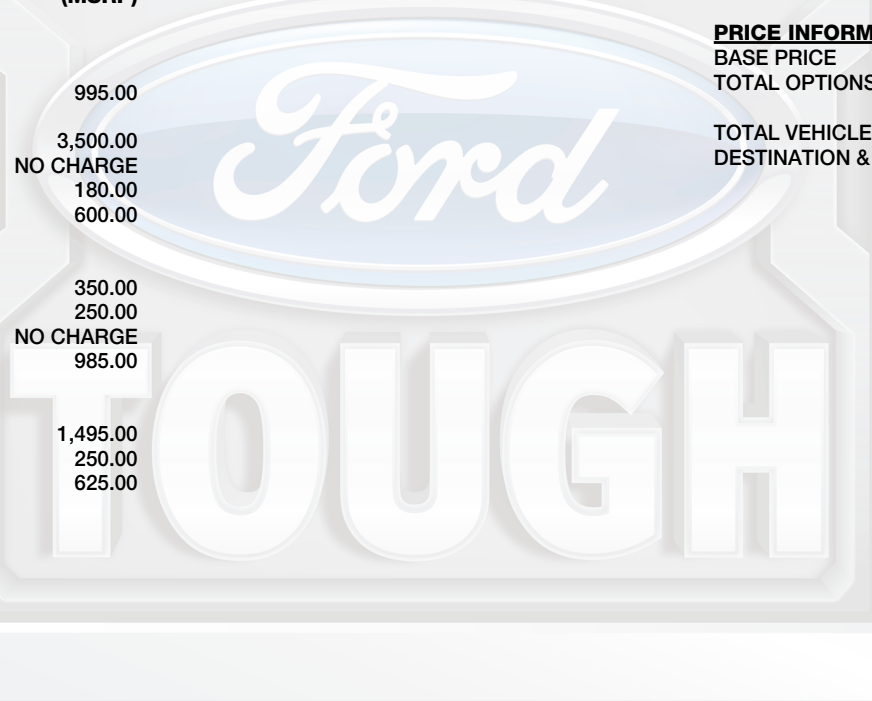 (MSRP)
995.00
3,500.00
NO CHARGE
180.00
600.00
350.00
250.00
NO CHARGE
985.00
1,495.00
250.00
625.00
PRICE INFORM
BASE PRICE
TOTAL OPTIONS
TOTAL VEHICLE
DESTINATION &
Ford
TOUGH